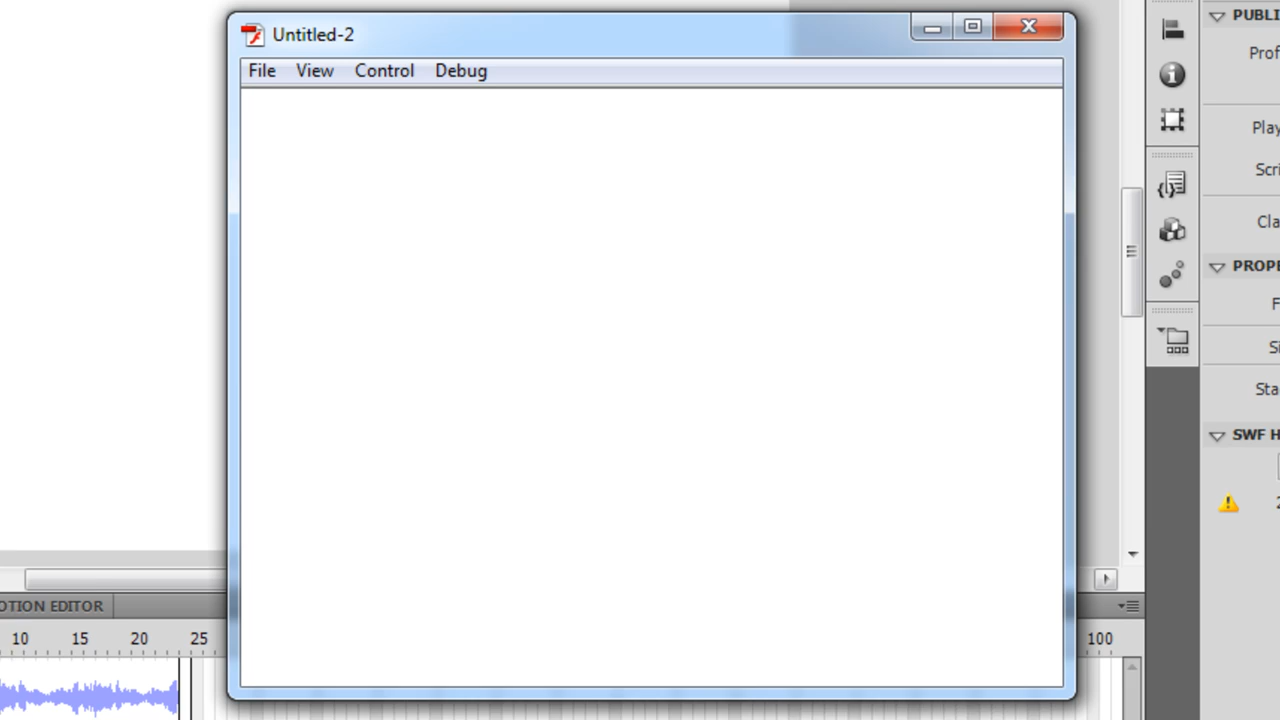 Untitled-2
File View Control Debug
PUBLI
Prof
Play
Scri
Cla
PROPE
F
Si
Sta
SWF H
OTION EDITOR
10 15 20 25 100